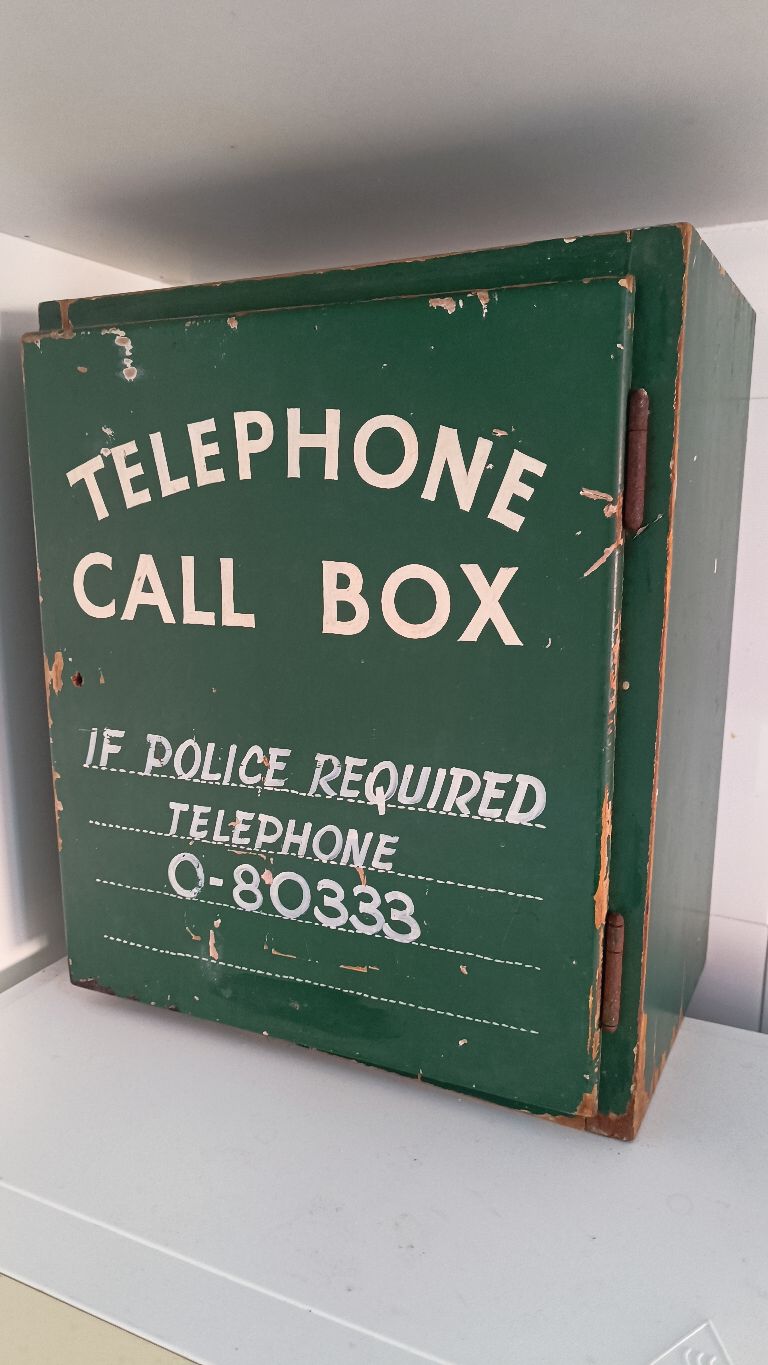 TELEPHONE
CALL BOX
IF POLICE REQUIRED
TELEPHONE
0-80333